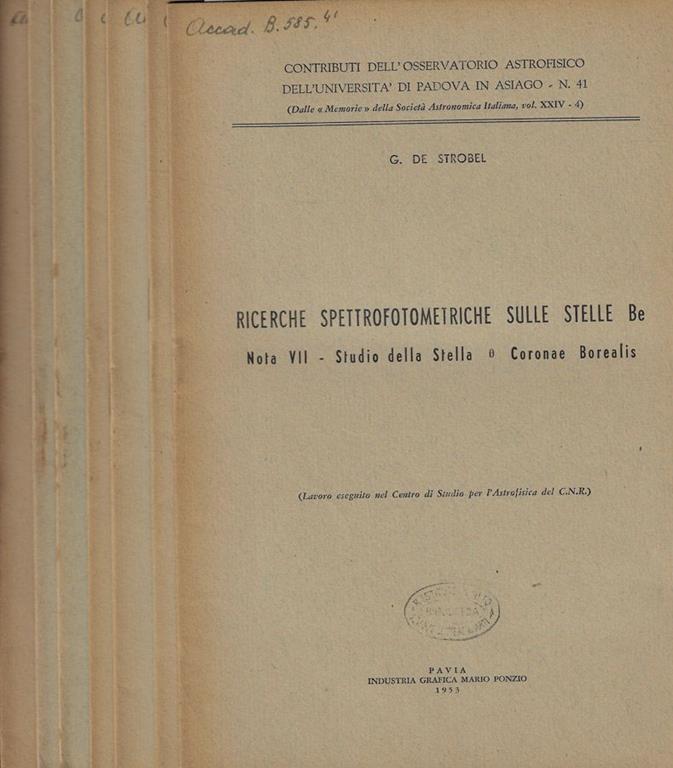 Accad. B. 585. 41
CONTRIBUTI DELL'OSSERVATORIO ASTROFISICO
DELL'UNIVERSITA' DI PADOVA IN ASIAGO - N. 41
(Dalle « Memorie » della Società Astronomica Italiana, vol. XXIV - 4)
G. DE STROBEL
RICERCHE SPETTROFOTOMETRICHE SULLE STELLE Be
Nota VII - Studio della Stella θ Coronae Borealis
(Lavoro eseguito nel Centro di Studio per l'Astrofisica del C.N.R.)
PAVIA
INDUSTRIA GRAFICA MARIO PONZIO
1953